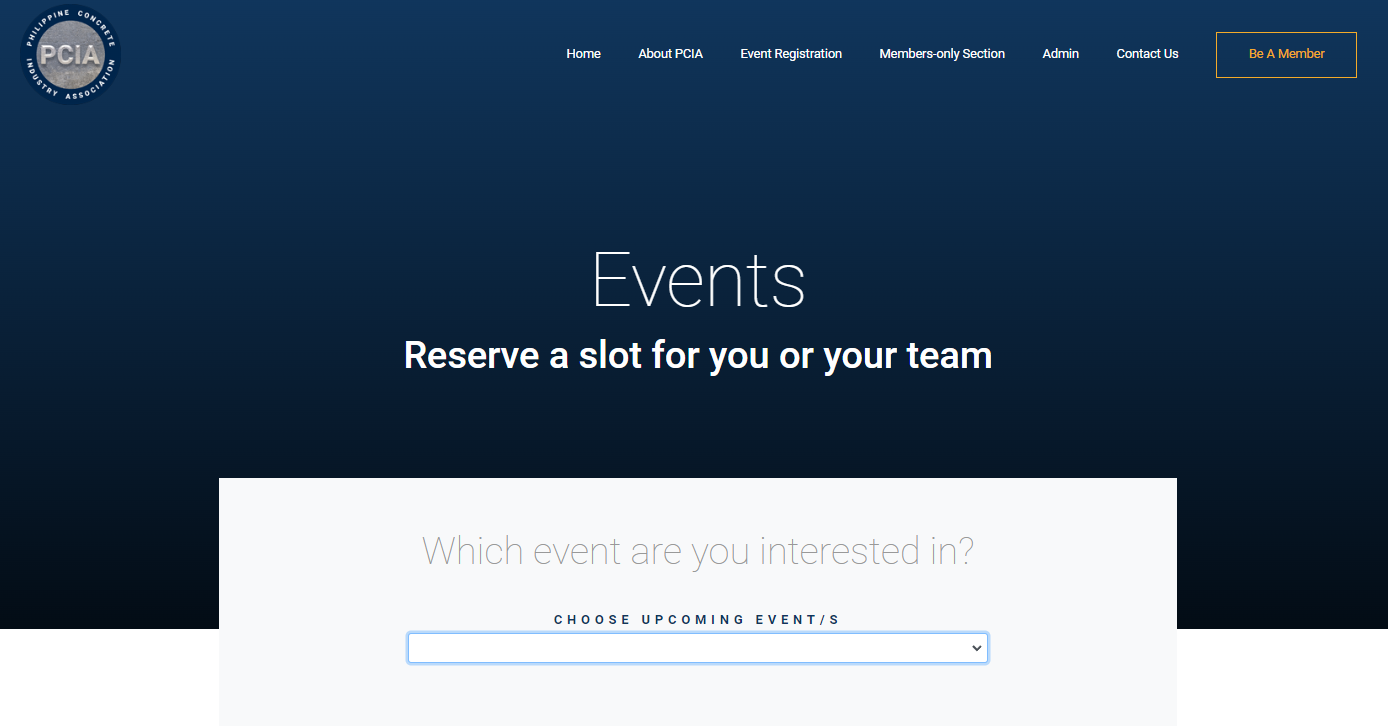 PHILIPPINE CONCRETE
PCIA
INDUSTRY ASSOCIATION
Home About PCIA Event Registration Members-only Section Admin Contact Us Be A Member
Events
Reserve a slot for you or your team
Which event are you interested in?
CHOOSE UPCOMING EVENT/S